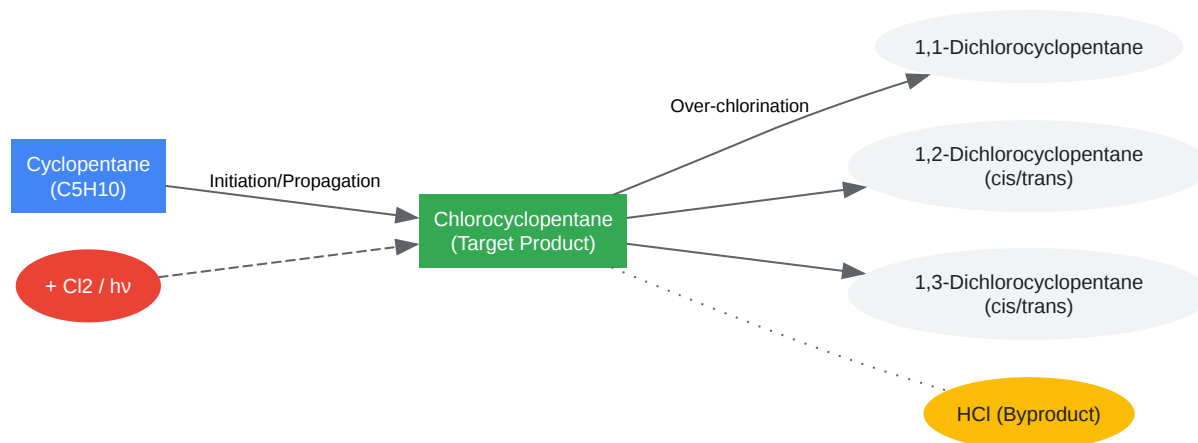 1,1-Dichlorocyclopentane
Over-chlorination
Cyclopentane
(C5H10)
Initiation/Propagation
1,2-Dichlorocyclopentane
(cis/trans)
Chlorocyclopentane
(Target Product)
+ Cl2 / hν
1,3-Dichlorocyclopentane
(cis/trans)
HCl (Byproduct)